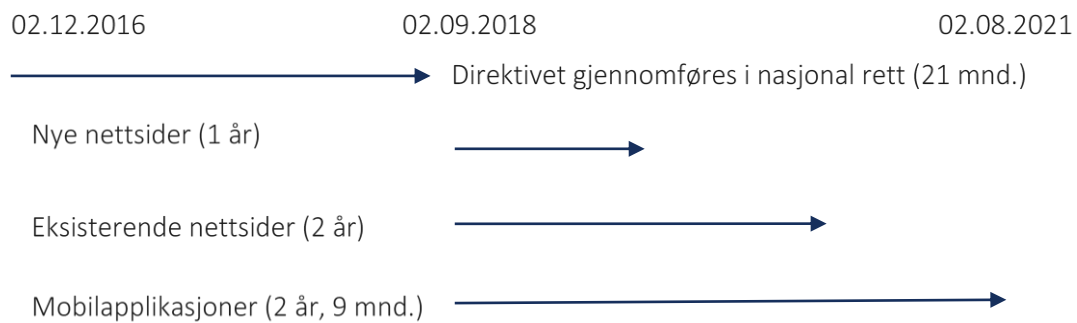 02.12.2016 02.09.2018 02.08.2021
Direktivet gjennomføres i nasjonal rett (21 mnd.)
Nye nettsider (1 år)
Eksisterende nettsider (2 år)
Mobilapplikasjoner (2 år, 9 mnd.)